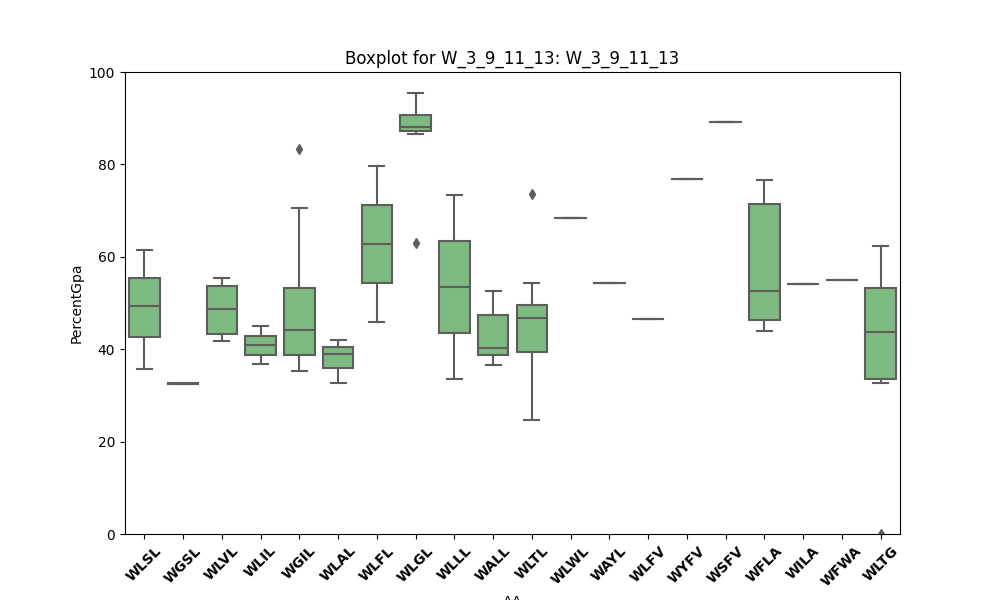 Boxplot for W_3_9_11_13: W_3_9_11_13
PercentGpa
100
80
60
40
20
0
WLSL WGSL WLVL WLIL WGIL WLAL WLFL WLGL WLLL WALL WLTL WLWL WAYL WLFV WYFV WSFV WFLA WILA WFWA WLTG
AA